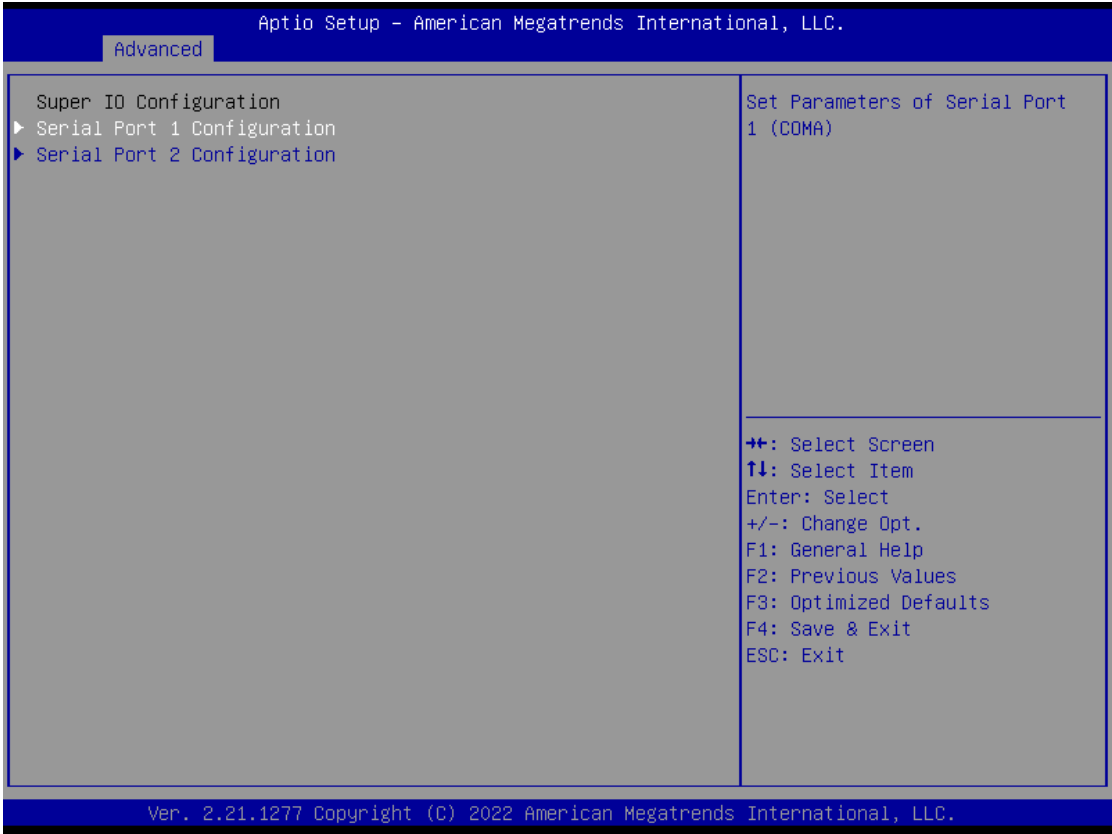 Aptio Setup – American Megatrends International, LLC.
Advanced
Super IO Configuration
▶ Serial Port 1 Configuration
▶ Serial Port 2 Configuration
Set Parameters of Serial Port
1 (COMA)
→←: Select Screen
↑↓: Select Item
Enter: Select
+/-: Change Opt.
F1: General Help
F2: Previous Values
F3: Optimized Defaults
F4: Save & Exit
ESC: Exit
Ver. 2.21.1277 Copyright (C) 2022 American Megatrends International, LLC.